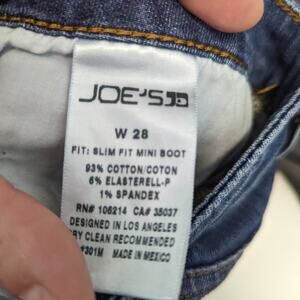 JOE'S
W 28
FIT: SLIM FIT MINI BOOT
93% COTTON/COTON
6% ELASTERELL-P
1% SPANDEX
RN# 106214 CA# 35037
DESIGNED IN LOS ANGELES
DRY CLEAN RECOMMENDED
#301M MADE IN MEXICO